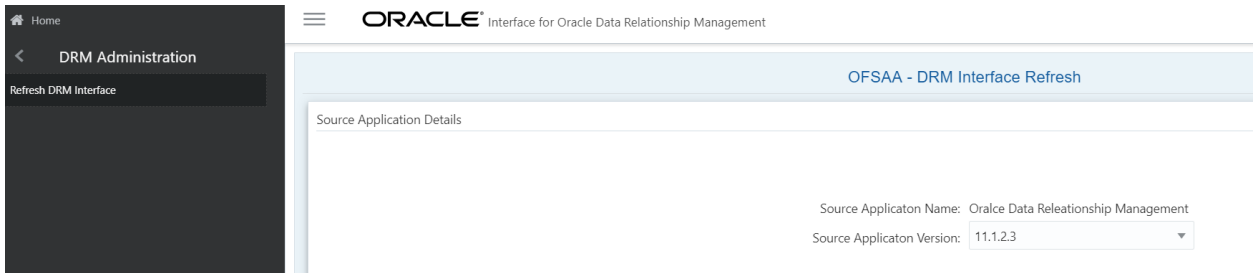 Home
DRM Administration
Refresh DRM Interface
ORACLE® Interface for Oracle Data Relationship Management
OFSAA - DRM Interface Refresh
Source Application Details
Source Applicaton Name: Oralce Data Releationship Management
Source Applicaton Version: 11.1.2.3